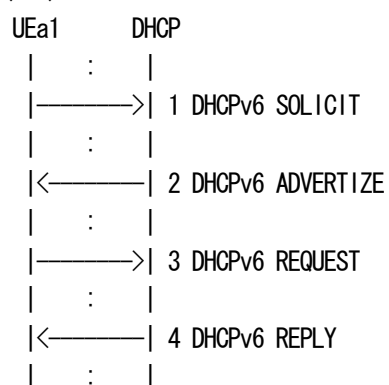 UEa1 DHCP
| : |
|-------->| 1 DHCPv6 SOLICIT
| : |
|<--------| 2 DHCPv6 ADVERTIZE
| : |
|-------->| 3 DHCPv6 REQUEST
| : |
|<--------| 4 DHCPv6 REPLY
| : |